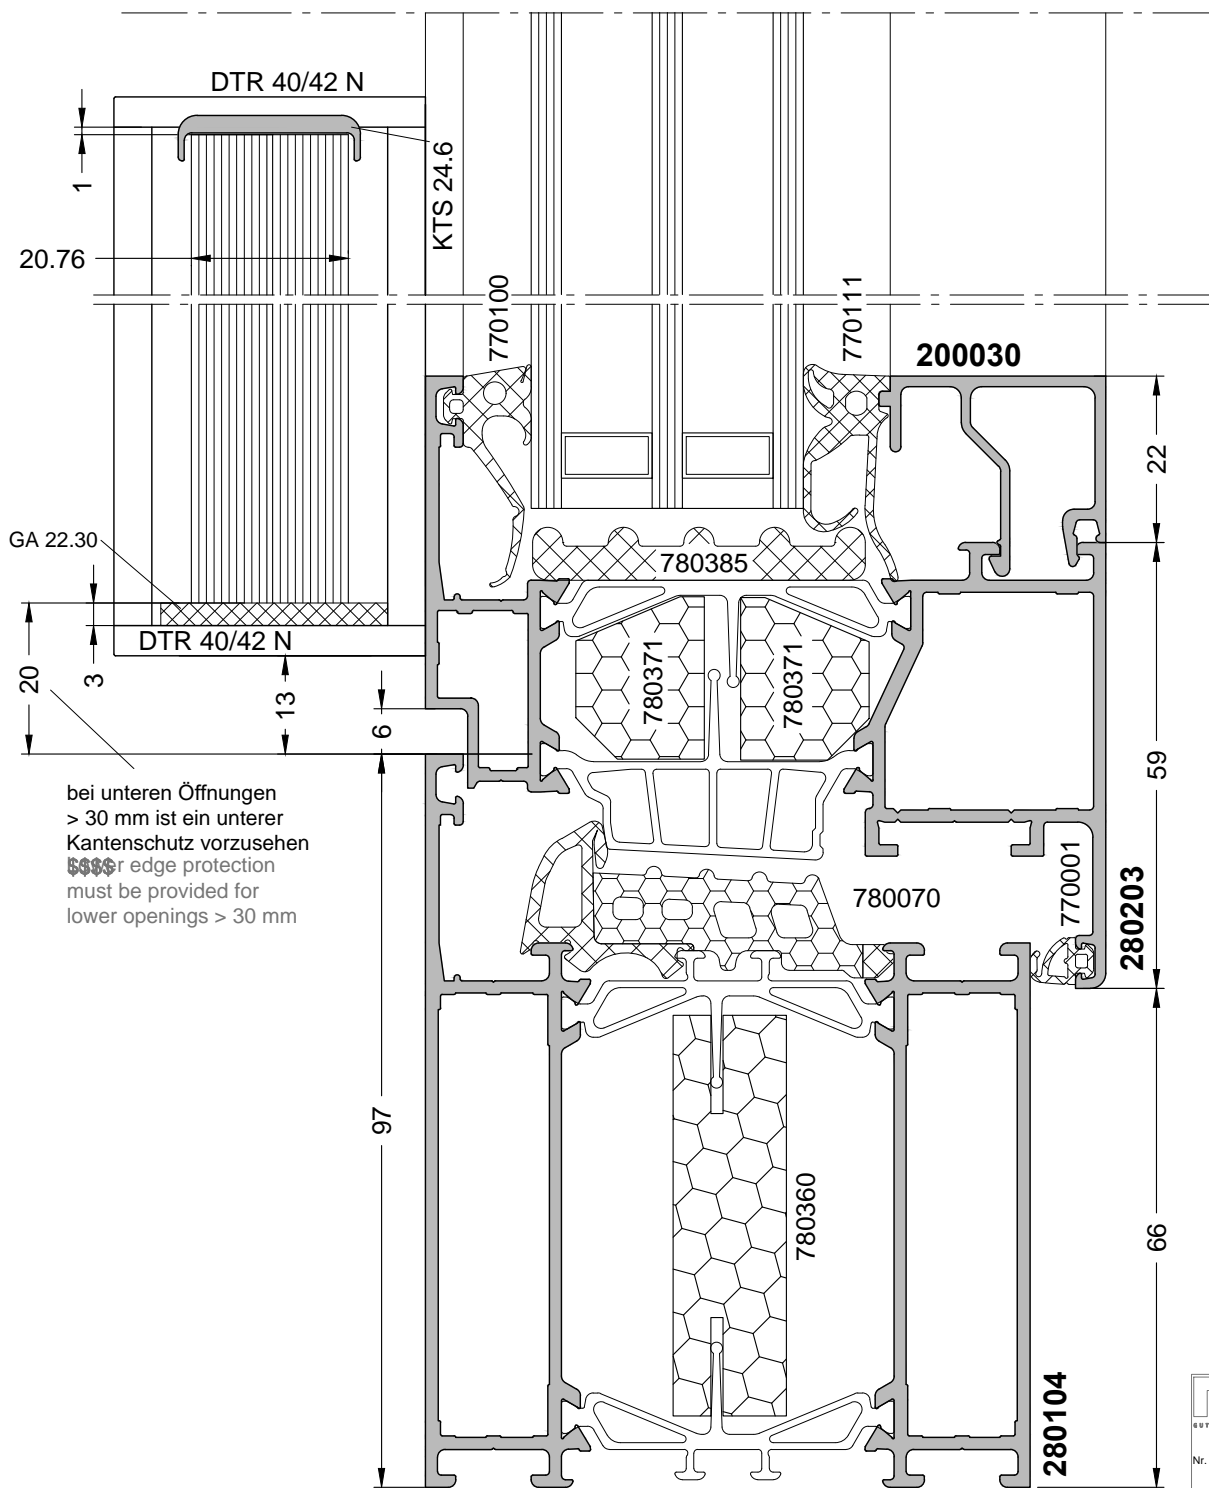 DTR 40/42 N
1
KTS 24.6
20.76
770100
770111
200030
22
GA 22.30
780385
DTR 40/42 N
20
3
13
6
780371
780371
59
bei unteren Öffnungen
> 30 mm ist ein unterer
Kantenschutz vorzusehen
edge protection
must be provided for
lower openings > 30 mm
780070
770001
280203
97
780360
66
280104
Nr.